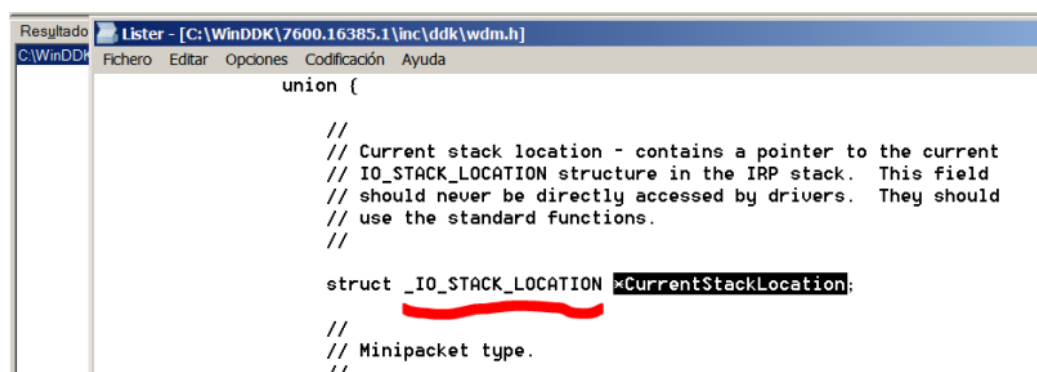 Resultado
Lister - [C:\WinDDK\7600.16385.1\inc\ddk\wdm.h]
C:\WinDDK
Fichero Editar Opciones Codificación Ayuda
union {
//
// Current stack location - contains a pointer to the current
// IO_STACK_LOCATION structure in the IRP stack. This field
// should never be directly accessed by drivers. They should
// use the standard functions.
//
struct _IO_STACK_LOCATION *CurrentStackLocation;
//
// Minipacket type.
//